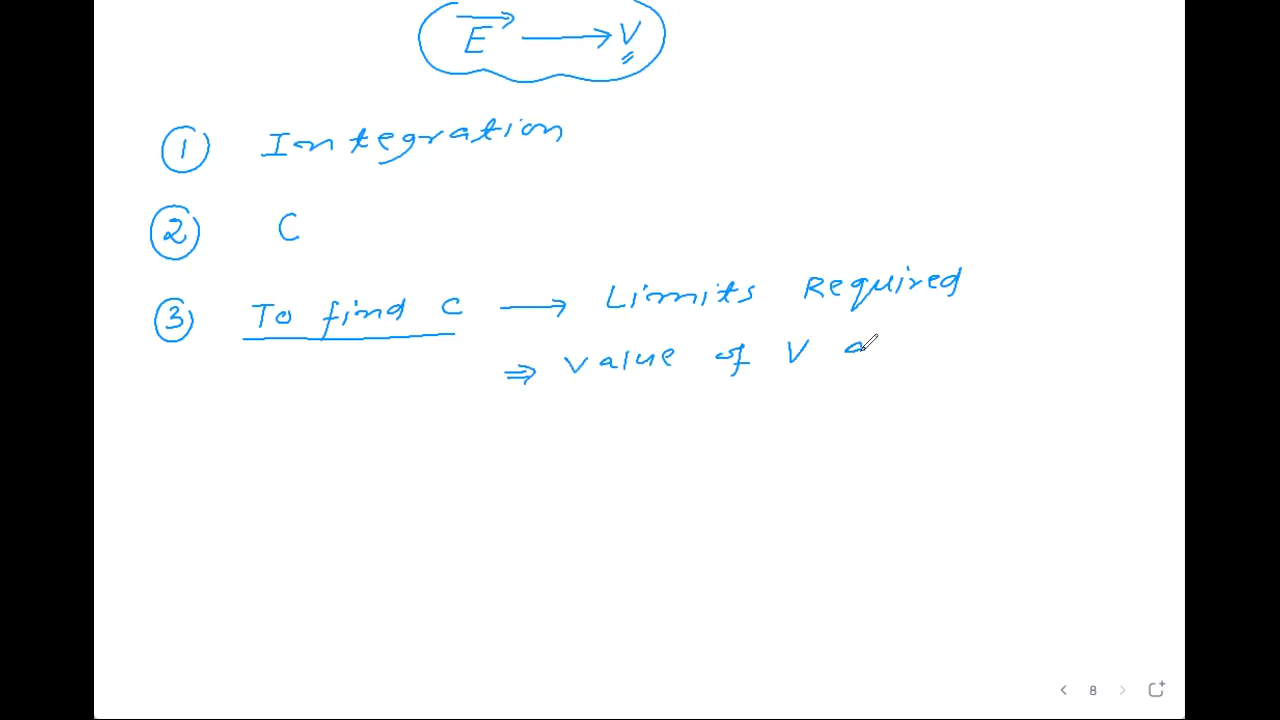 E → V
① Integration
② C
③ To find C → Limits Required
⇒ value of V a
< 8 >